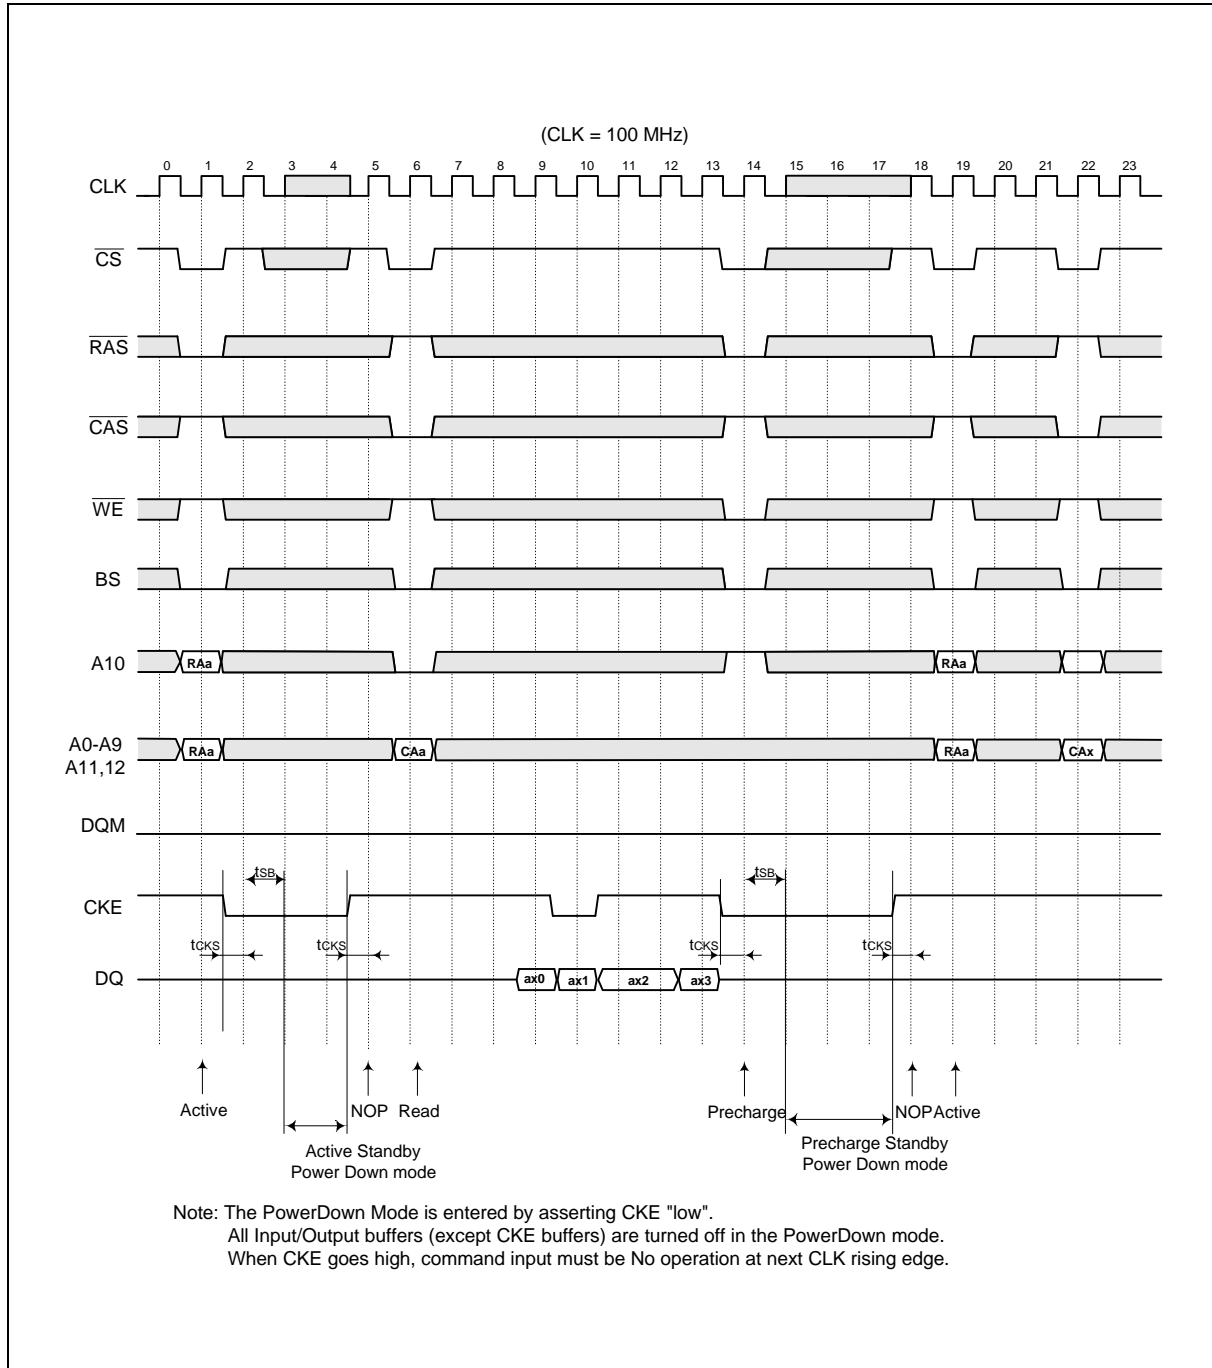 (CLK = 100 MHz)
0 1 2 3 4 5 6 7 8 9 10 11 12 13 14 15 16 17 18 19 20 21 22 23
CLK
CS
RAS
CAS
WE
BS
A10 RAa RAa
A0-A9
A11,12
RAa CAa RAa CAx
DQM
tSB tSB
CKE
tCKS tCKS tCKS tCKS
DQ ax0 ax1 ax2 ax3
Active NOP Read Precharge NOP Active
Active Standby
Power Down mode
Precharge Standby
Power Down mode
Note: The PowerDown Mode is entered by asserting CKE "low".
All Input/Output buffers (except CKE buffers) are turned off in the PowerDown mode.
When CKE goes high, command input must be No operation at next CLK rising edge.